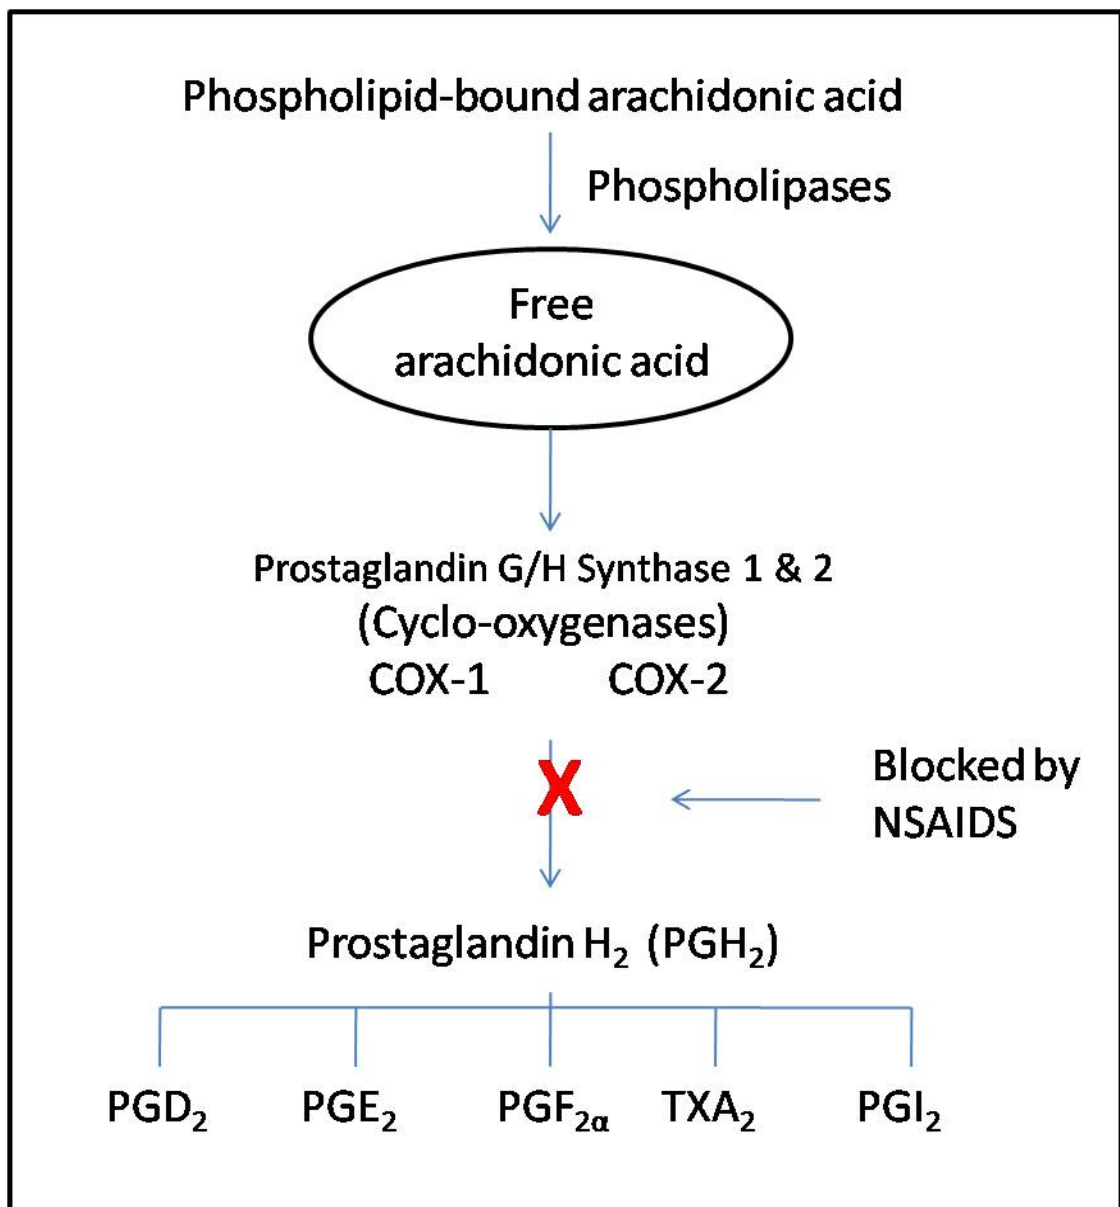 Phospholipid-bound arachidonic acid
Phospholipases
Free
arachidonic acid
Prostaglandin G/H Synthase 1 & 2
(Cyclo-oxygenases)
COX-1 COX-2
X
Blocked by
NSAIDS
Prostaglandin H₂ (PGH₂)
PGD₂ PGE₂ PGF₂α TXA₂ PGI₂